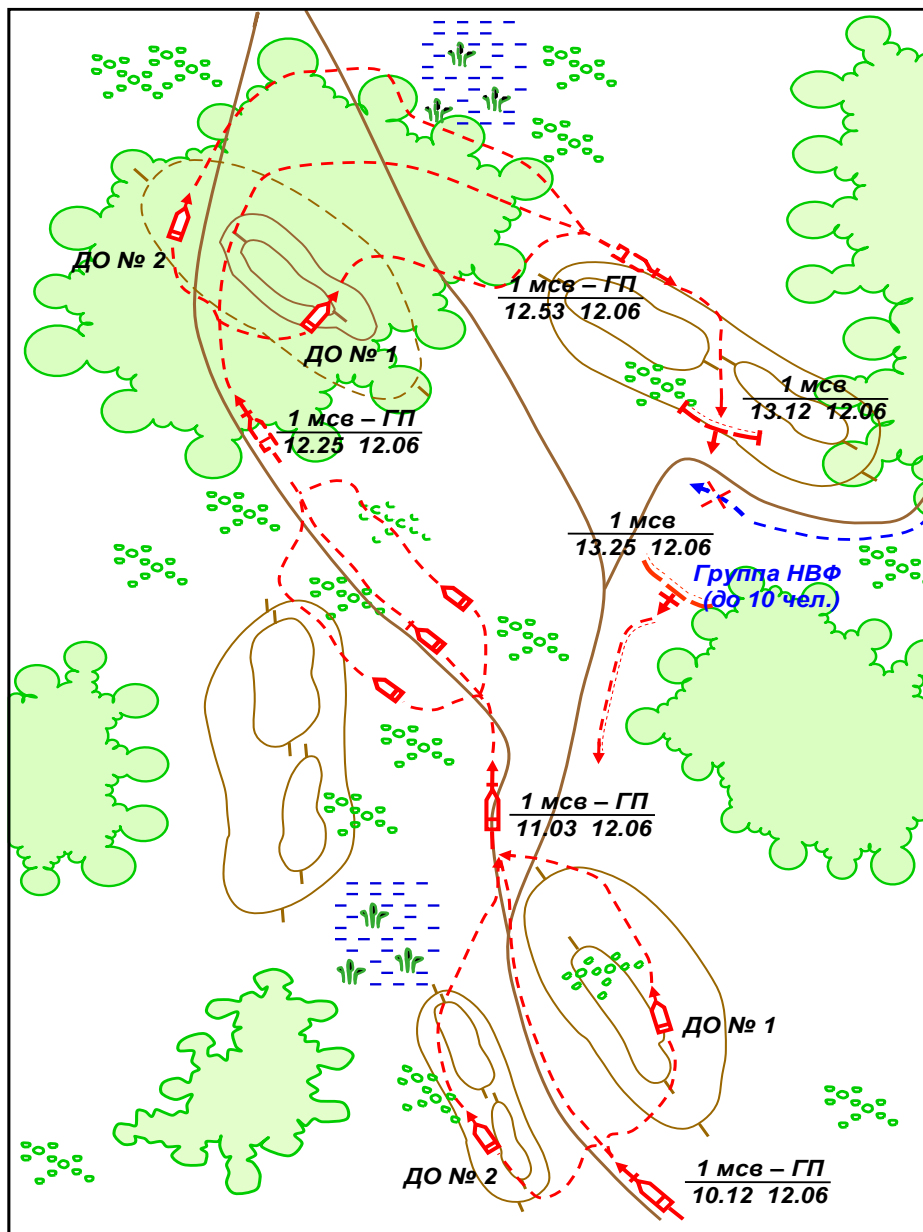 ДО № 2
1 мсв – ГП
12.53 12.06
ДО № 1
1 мсв
13.12 12.06
1 мсв – ГП
12.25 12.06
1 мсв
13.25 12.06
Группа НВФ
(до 10 чел.)
1 мсв – ГП
11.03 12.06
ДО № 1
ДО № 2
1 мсв – ГП
10.12 12.06